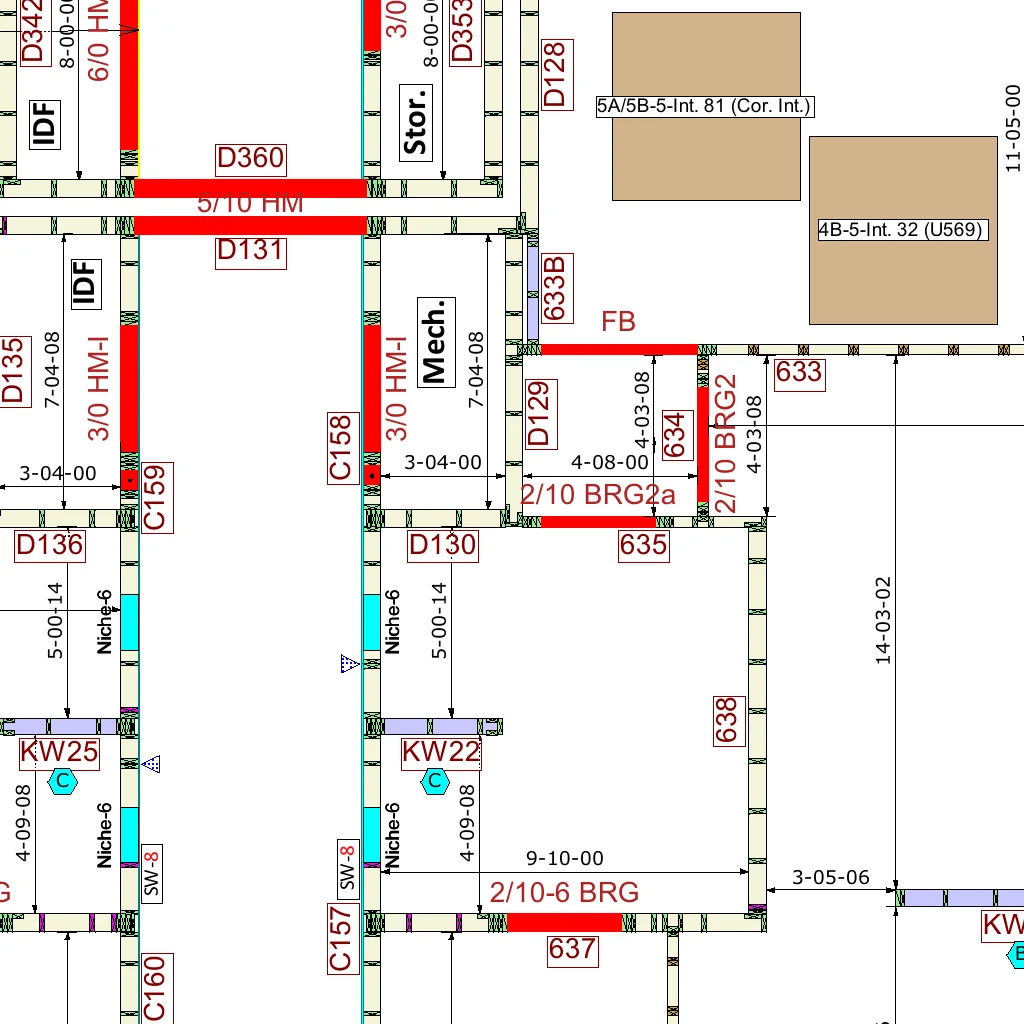 D342
8-00-00
6/0 HM
3/0
8-00-00
D353
D128
5A/5B-5-Int. 81 (Cor. Int.)
11-05-00
IDF
Stor.
D360
5/10 HM
D131
4B-5-Int. 32 (U569)
IDF
Mech.
633B
FB
D135
7-04-08
3/0 HM-I
3/0 HM-I
7-04-08
D129
4-03-08
634
2/10 BRG2
4-03-08
633
3-04-00
C159
C158
3-04-00
4-08-00
2/10 BRG2a
D136
D130
635
5-00-14
Niche-6
Niche-6
5-00-14
14-03-02
638
KW25
KW22
C
C
4-09-08
Niche-6
SW-8
SW-8
Niche-6
4-09-08
9-10-00
3-05-06
G
2/10-6 BRG
637
C157
C160
KW
B